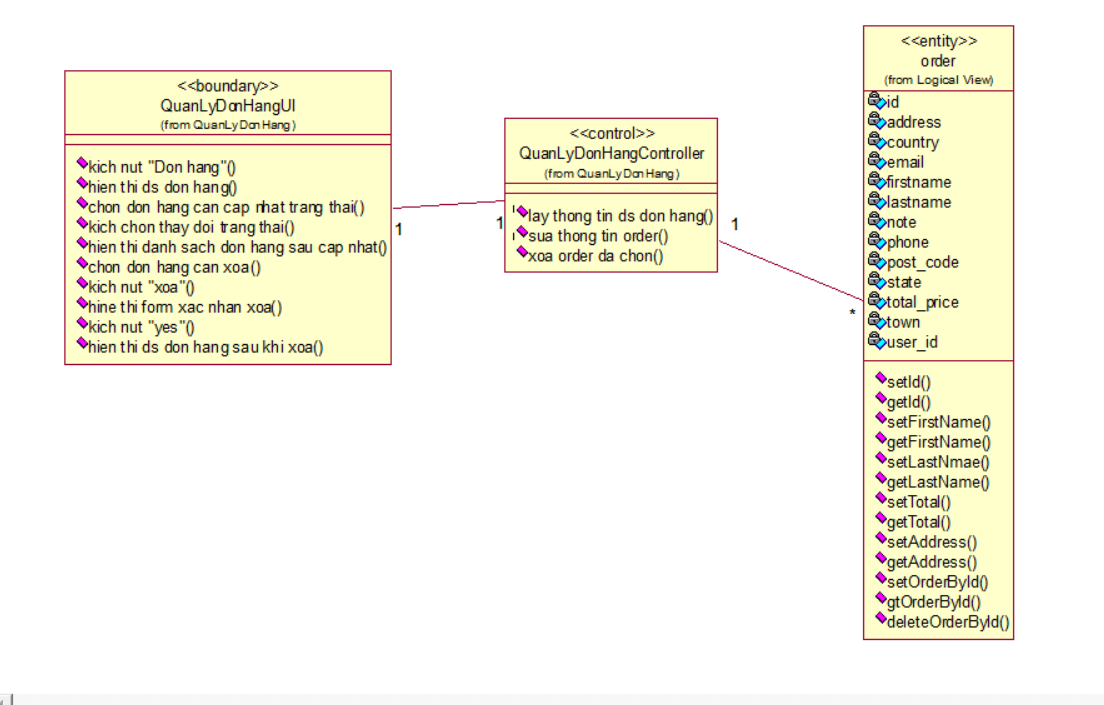 <<boundary>>
QuanLyDonHangUI
(from QuanLyDonHang)
kich nut "Don hang"()
hien thi ds don hang()
chon don hang can cap nhat trang thai()
kich chon thay doi trang thai()
hien thi danh sach don hang sau cap nhat()
chon don hang can xoa()
kich nut "xoa"()
hine thi form xac nhan xoa()
kich nut "yes"()
hien thi ds don hang sau khi xoa()
1
1
<<control>>
QuanLyDonHangController
(from QuanLyDonHang)
lay thong tin ds don hang()
sua thong tin order()
xoa order da chon()
1
*
<<entity>>
order
(from Logical View)
id
address
country
email
firstname
lastname
note
phone
post_code
state
total_price
town
user_id
setId()
getId()
setFirstName()
getFirstName()
setLastNmae()
getLastName()
setTotal()
getTotal()
setAddress()
getAddress()
setOrderById()
gtOrderById()
deleteOrderById()